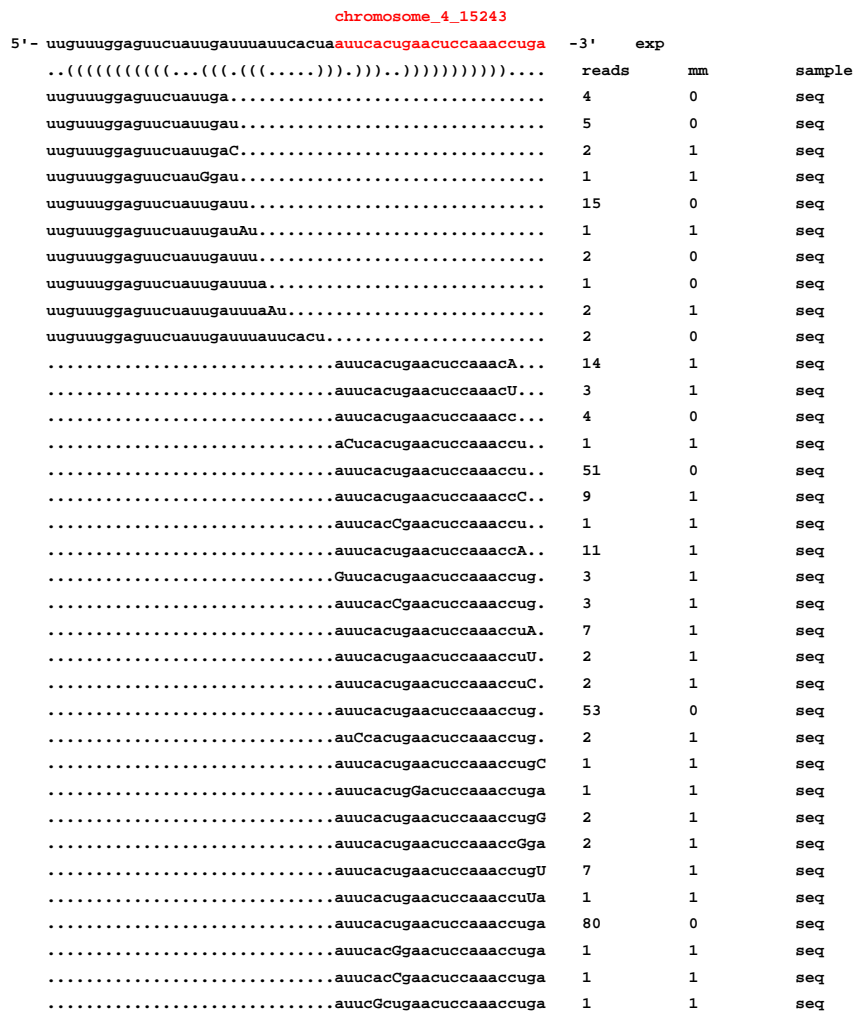 chromosome_4_15243
5'- uuguuuggaguucuauugauuuauucacuaauucacugaacuccaaaccuga -3' exp
..(((((((((((...(((.(((.....))).)))..))))))))))).... reads mm sample
uuguuuggaguucuauuga................................. 4 0 seq
uuguuuggaguucuauugau................................ 5 0 seq
uuguuuggaguucuauugaC................................ 2 1 seq
uuguuuggaguucuauGgau................................ 1 1 seq
uuguuuggaguucuauugauu............................... 15 0 seq
uuguuuggaguucuauugauAu.............................. 1 1 seq
uuguuuggaguucuauugauuu.............................. 2 0 seq
uuguuuggaguucuauugauuua............................. 1 0 seq
uuguuuggaguucuauugauuuaAu........................... 2 1 seq
uuguuuggaguucuauugauuuauucacu....................... 2 0 seq
..............................auucacugaacuccaaacA... 14 1 seq
..............................auucacugaacuccaaacU... 3 1 seq
..............................auucacugaacuccaaacc... 4 0 seq
..............................aCucacugaacuccaaaccu.. 1 1 seq
..............................auucacugaacuccaaaccu.. 51 0 seq
..............................auucacugaacuccaaaccC.. 9 1 seq
..............................auucacCgaacuccaaaccu.. 1 1 seq
..............................auucacugaacuccaaaccA.. 11 1 seq
..............................Guucacugaacuccaaaccug. 3 1 seq
..............................auucacCgaacuccaaaccug. 3 1 seq
..............................auucacugaacuccaaaccuA. 7 1 seq
..............................auucacugaacuccaaaccuU. 2 1 seq
..............................auucacugaacuccaaaccuC. 2 1 seq
..............................auucacugaacuccaaaccug. 53 0 seq
..............................auCcacugaacuccaaaccug. 2 1 seq
..............................auucacugaacuccaaaccugC 1 1 seq
..............................auucacugGacuccaaaccuga 1 1 seq
..............................auucacugaacuccaaaccugG 2 1 seq
..............................auucacugaacuccaaaccGga 2 1 seq
..............................auucacugaacuccaaaccugU 7 1 seq
..............................auucacugaacuccaaaccuUa 1 1 seq
..............................auucacugaacuccaaaccuga 80 0 seq
..............................auucacGgaacuccaaaccuga 1 1 seq
..............................auucacCgaacuccaaaccuga 1 1 seq
..............................auucGcugaacuccaaaccuga 1 1 seq